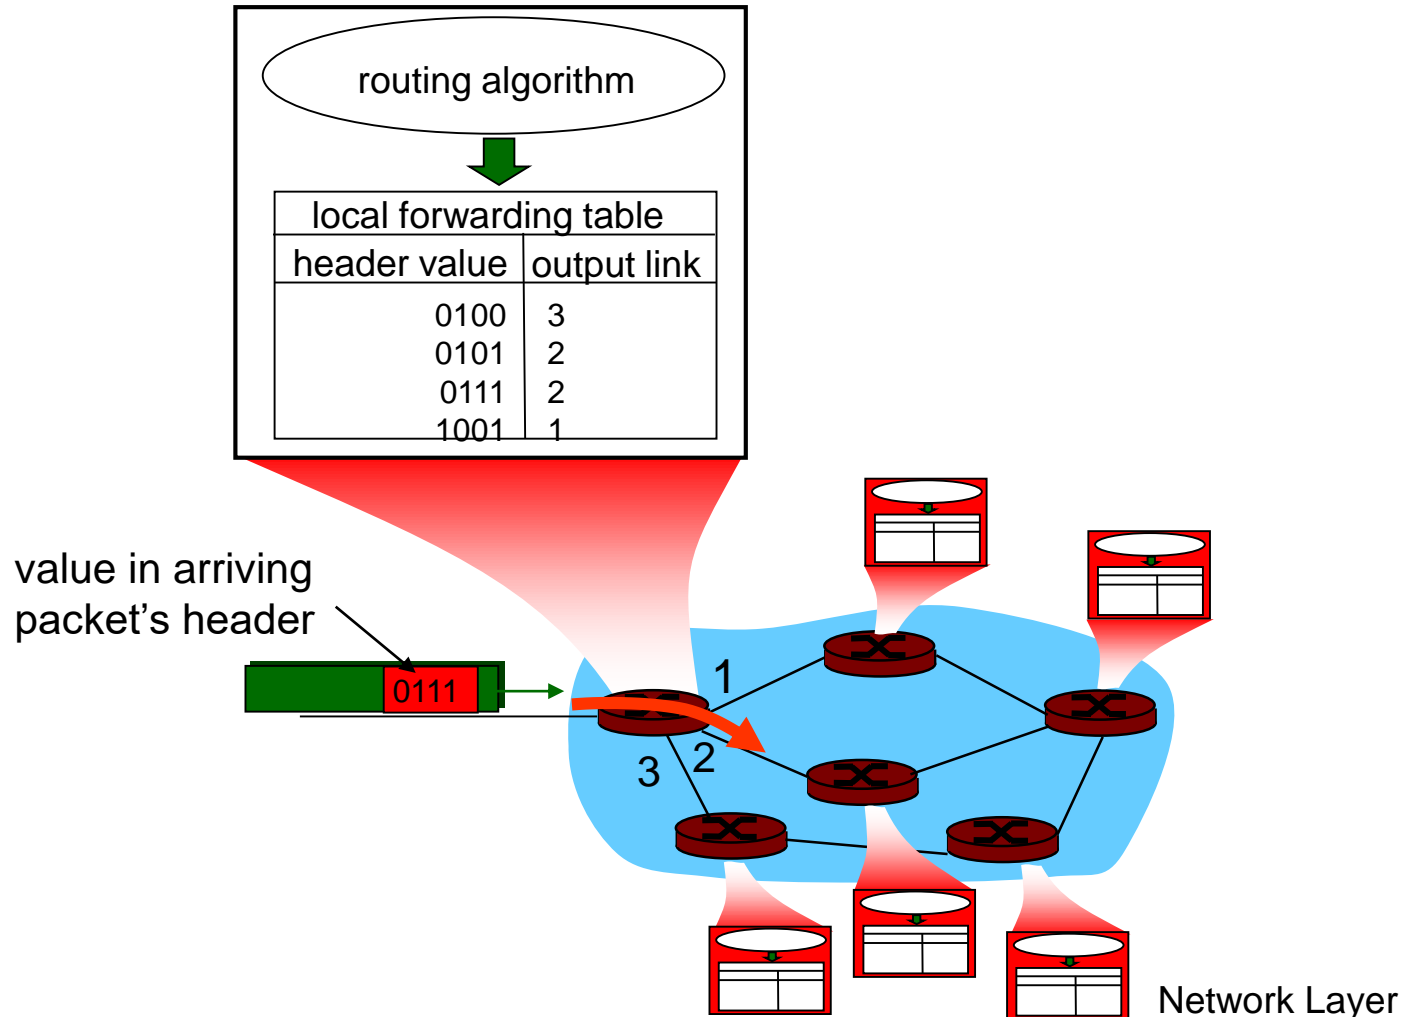 routing algorithm
local forwarding table
header value output link
0100 3
0101 2
0111 2
1001 1
value in arriving
packet’s header
0111
1
2
3
Network Layer